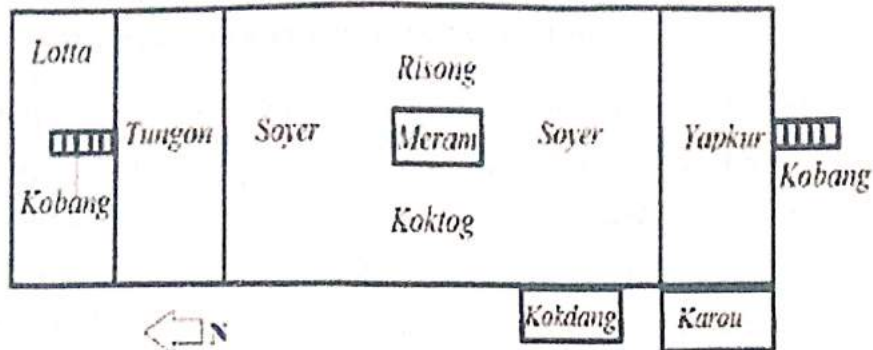 Lotta
Risong
Tungon
Soyer
Meram
Soyer
Yapkur
Kobang
Kobang
Koktog
Kokdang
Karou
N